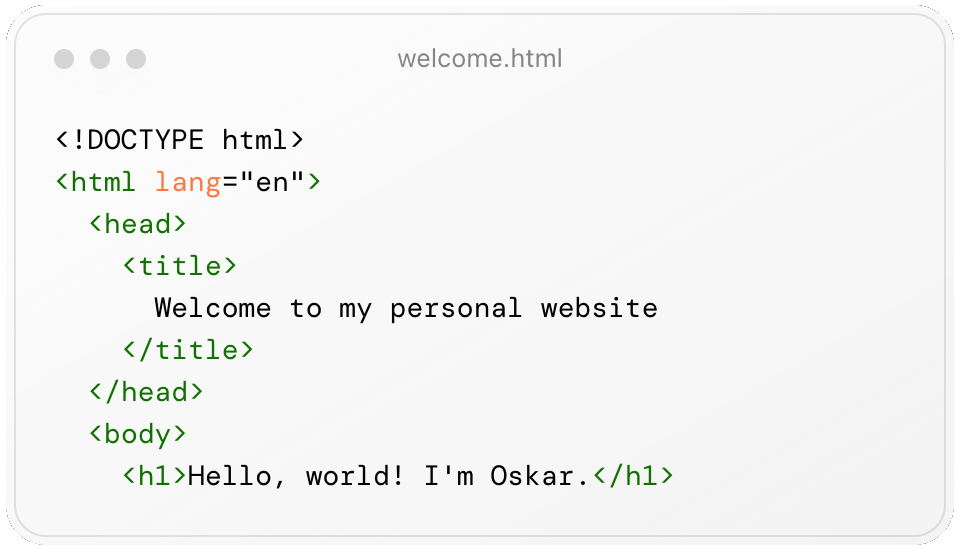 welcome.html
<!DOCTYPE html>
<html lang="en">
  <head>
    <title>
      Welcome to my personal website
    </title>
  </head>
  <body>
    <h1>Hello, world! I'm Oskar.</h1>